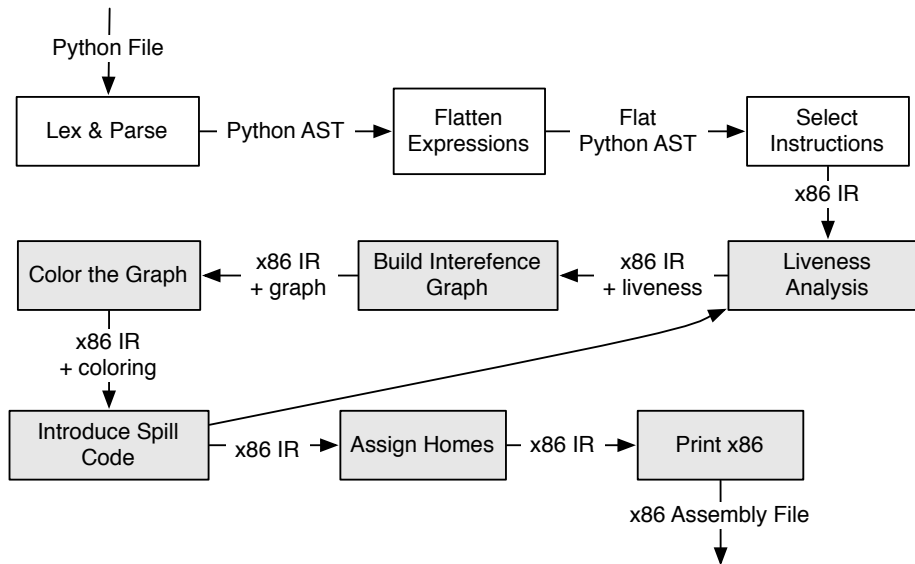 Python File
Lex & Parse
Python AST
Flatten
Expressions
Flat
Python AST
Select
Instructions
x86 IR
Liveness
Analysis
x86 IR
+ liveness
Build Interefence
Graph
x86 IR
+ graph
Color the Graph
x86 IR
+ coloring
Introduce Spill
Code
x86 IR
Assign Homes
x86 IR
Print x86
x86 Assembly File